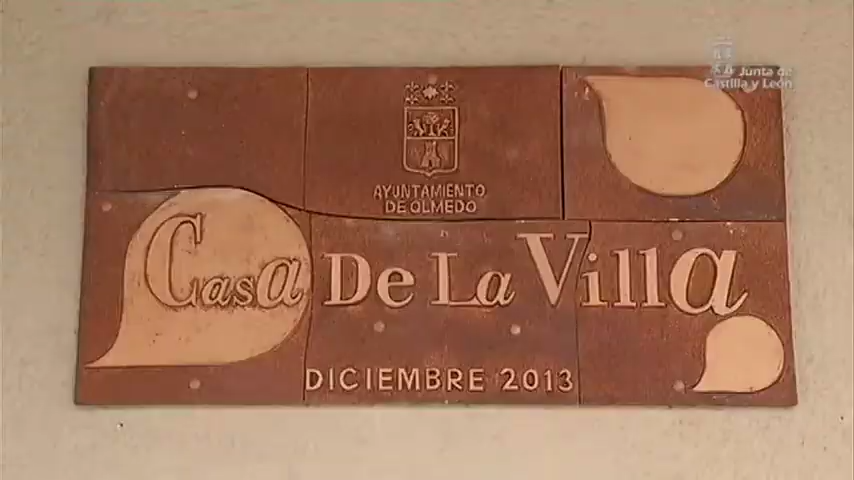 Junta de
Castilla y León
AYUNTAMIENTO
DE OLMEDO
Casa De La Villa
DICIEMBRE 2013